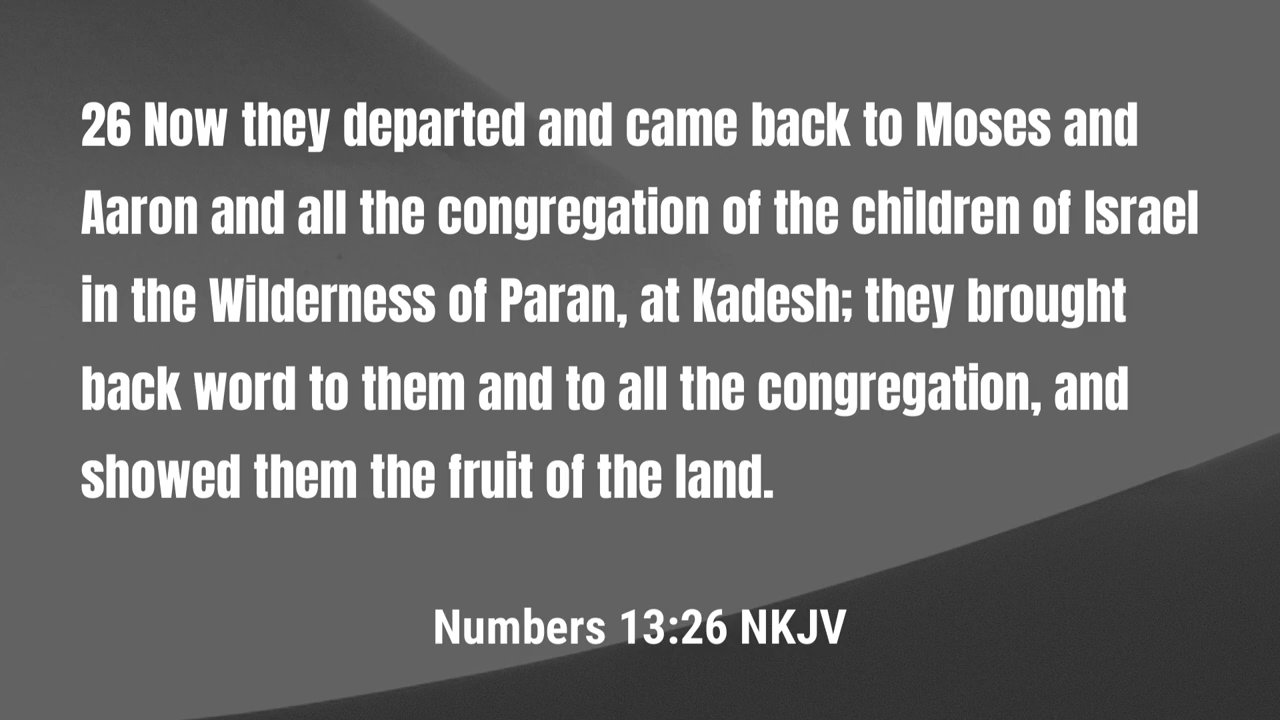 26 Now they departed and came back to Moses and
Aaron and all the congregation of the children of Israel
in the Wilderness of Paran, at Kadesh; they brought
back word to them and to all the congregation, and
showed them the fruit of the land.
Numbers 13:26 NKJV